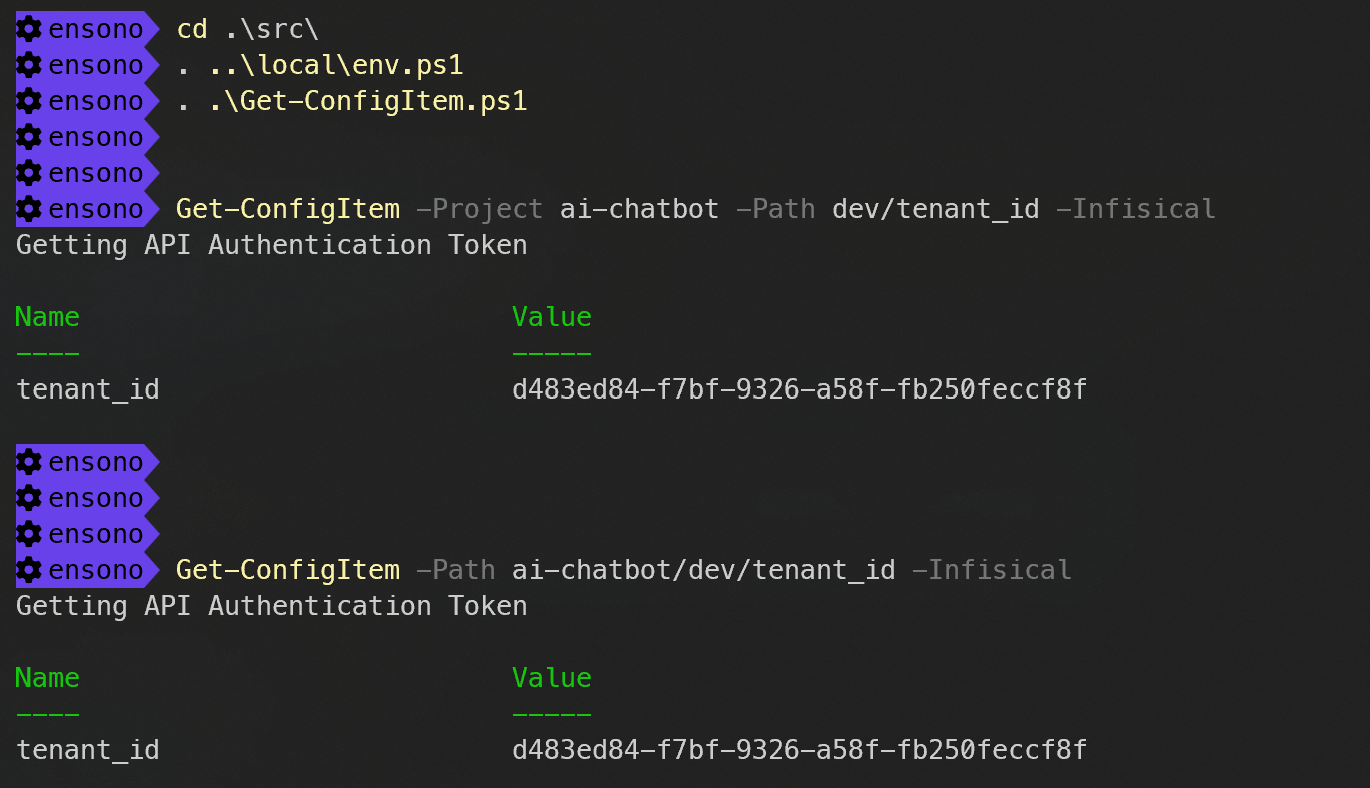 ensono cd .\src\
ensono . ..\local\env.ps1
ensono . .\Get-ConfigItem.ps1
ensono
ensono
ensono Get-ConfigItem -Project ai-chatbot -Path dev/tenant_id -Infisical
Getting API Authentication Token
Name Value
---- -----
tenant_id d483ed84-f7bf-9326-a58f-fb250feccf8f
ensono
ensono
ensono
ensono Get-ConfigItem -Path ai-chatbot/dev/tenant_id -Infisical
Getting API Authentication Token
Name Value
---- -----
tenant_id d483ed84-f7bf-9326-a58f-fb250feccf8f